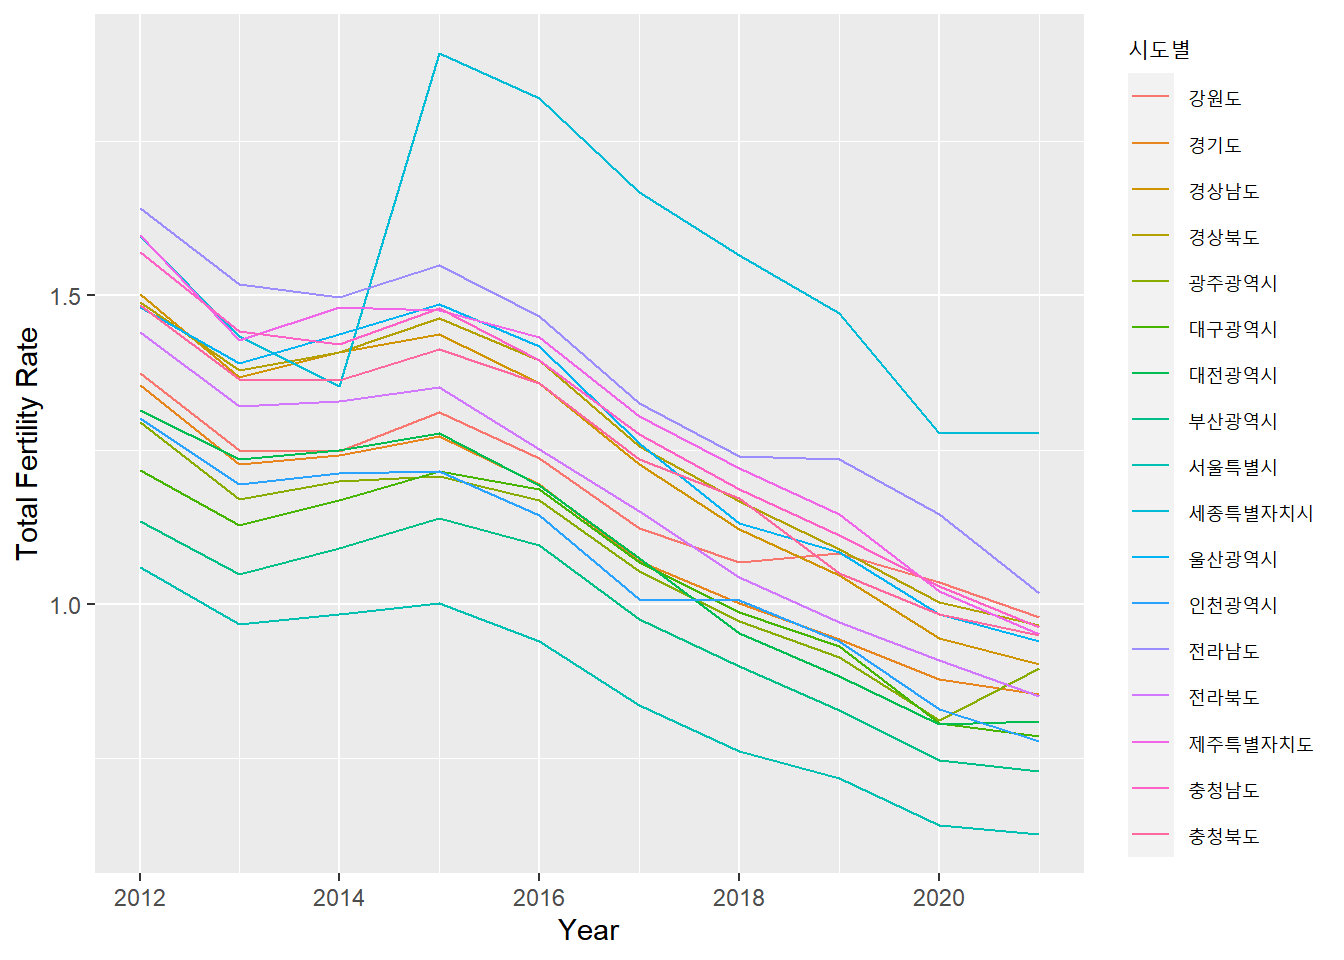 Total Fertility Rate
1.5
1.0
2012
2014
2016
2018
2020
Year
시도별
강원도
경기도
경상남도
경상북도
광주광역시
대구광역시
대전광역시
부산광역시
서울특별시
세종특별자치시
울산광역시
인천광역시
전라남도
전라북도
제주특별자치도
충청남도
충청북도